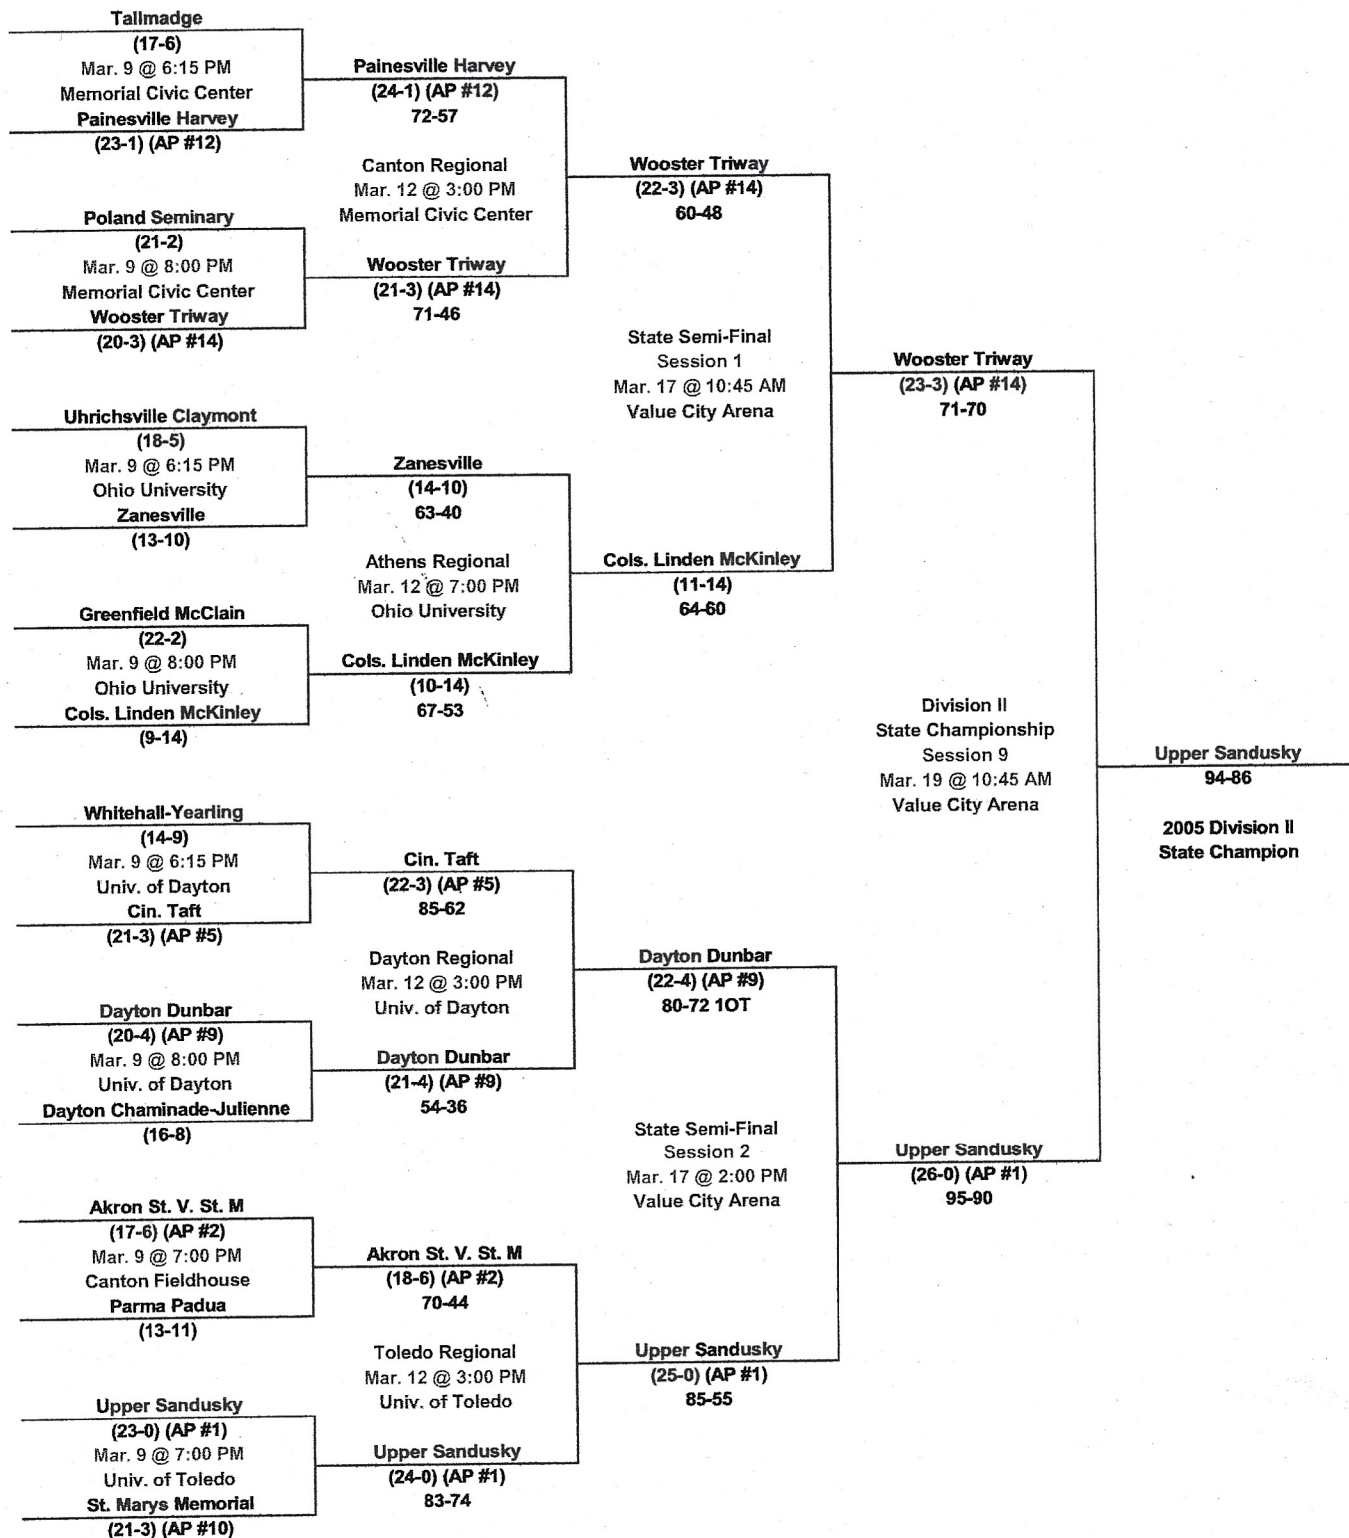 Tallmadge
(17-6)
Mar. 9 @ 6:15 PM
Memorial Civic Center
Painesville Harvey
(23-1) (AP #12)
Poland Seminary
(21-2)
Mar. 9 @ 8:00 PM
Memorial Civic Center
Wooster Triway
(20-3) (AP #14)
Uhrichsville Claymont
(18-5)
Mar. 9 @ 6:15 PM
Ohio University
Zanesville
(13-10)
Greenfield McClain
(22-2)
Mar. 9 @ 8:00 PM
Ohio University
Cols. Linden McKinley
(9-14)
Whitehall-Yearling
(14-9)
Mar. 9 @ 6:15 PM
Univ. of Dayton
Cin. Taft
(21-3) (AP #5)
Dayton Dunbar
(20-4) (AP #9)
Mar. 9 @ 8:00 PM
Univ. of Dayton
Dayton Chaminade-Julienne
(16-8)
Akron St. V. St. M
(17-6) (AP #2)
Mar. 9 @ 7:00 PM
Canton Fieldhouse
Parma Padua
(13-11)
Upper Sandusky
(23-0) (AP #1)
Mar. 9 @ 7:00 PM
Univ. of Toledo
St. Marys Memorial
(21-3) (AP #10)
Painesville Harvey
(24-1) (AP #12)
72-57
Canton Regional
Mar. 12 @ 3:00 PM
Memorial Civic Center
Wooster Triway
(21-3) (AP #14)
71-46
Zanesville
(14-10)
63-40
Athens Regional
Mar. 12 @ 7:00 PM
Ohio University
Cols. Linden McKinley
(10-14)
67-53
Cin. Taft
(22-3) (AP #5)
85-62
Dayton Regional
Mar. 12 @ 3:00 PM
Univ. of Dayton
Dayton Dunbar
(21-4) (AP #9)
54-36
Akron St. V. St. M
(18-6) (AP #2)
70-44
Toledo Regional
Mar. 12 @ 3:00 PM
Univ. of Toledo
Upper Sandusky
(24-0) (AP #1)
83-74
Wooster Triway
(22-3) (AP #14)
60-48
State Semi-Final
Session 1
Mar. 17 @ 10:45 AM
Value City Arena
Cols. Linden McKinley
(11-14)
64-60
Dayton Dunbar
(22-4) (AP #9)
80-72 1OT
State Semi-Final
Session 2
Mar. 17 @ 2:00 PM
Value City Arena
Upper Sandusky
(25-0) (AP #1)
85-55
Wooster Triway
(23-3) (AP #14)
71-70
Division II
State Championship
Session 9
Mar. 19 @ 10:45 AM
Value City Arena
Upper Sandusky
(26-0) (AP #1)
95-90
Upper Sandusky
94-86
2005 Division II
State Champion